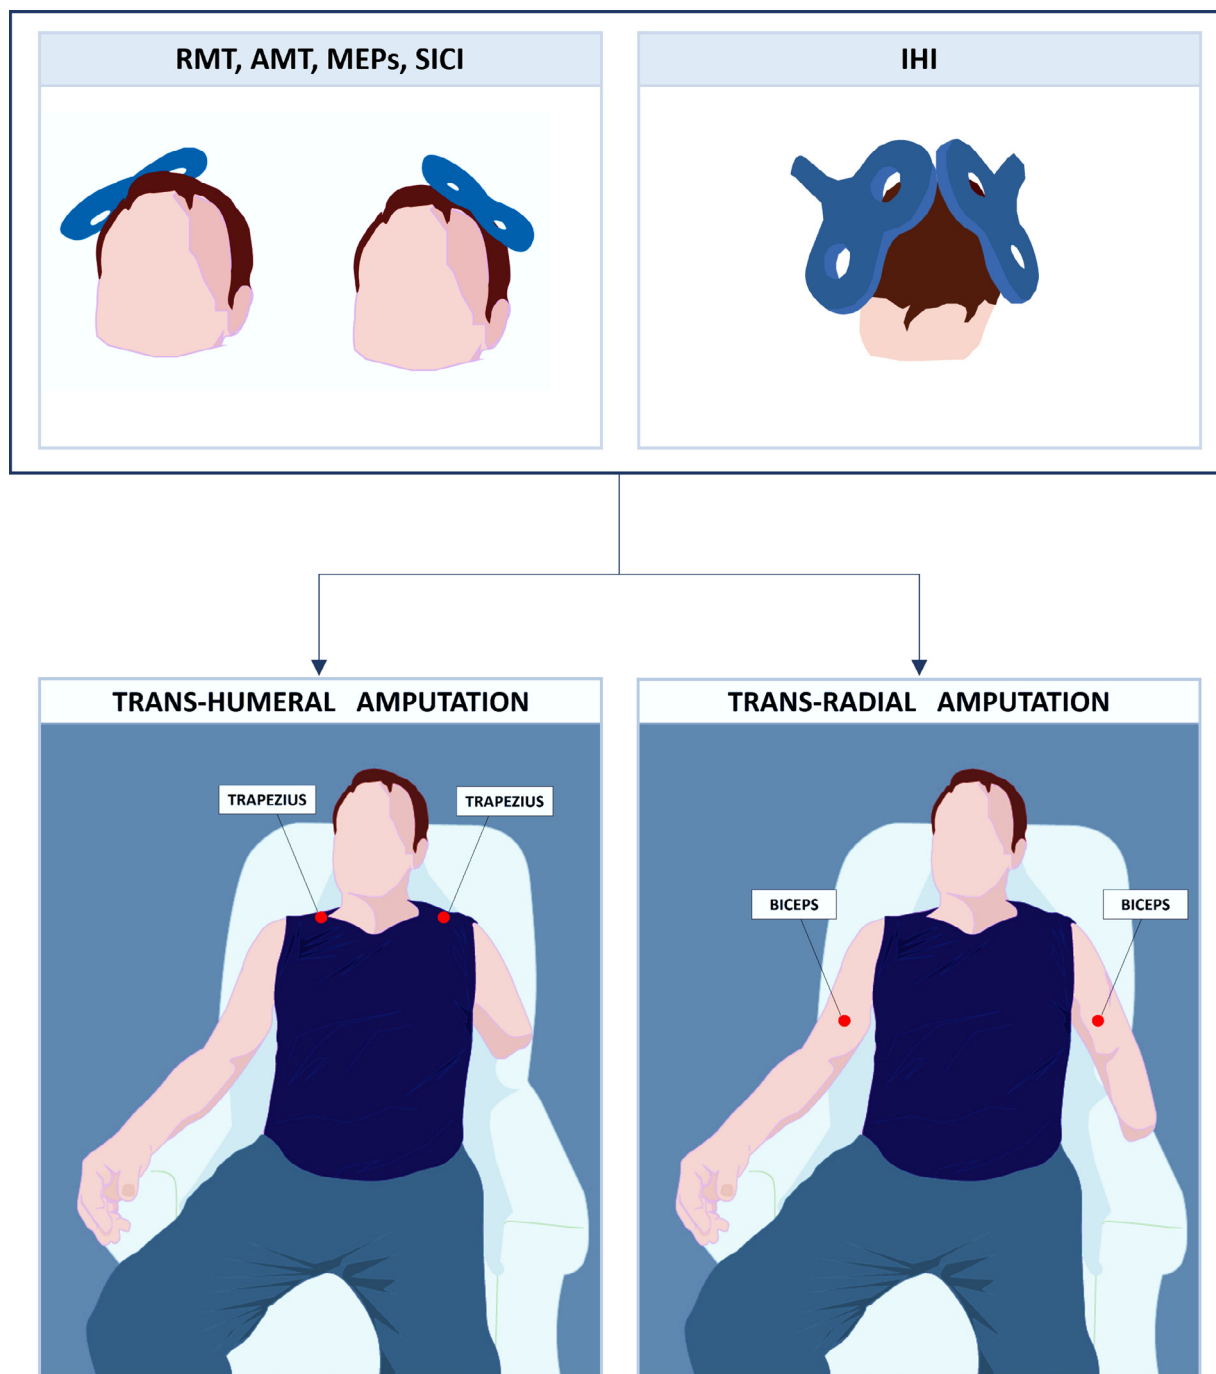 RMT, AMT, MEPs, SICI
IHI
TRANS-HUMERAL AMPUTATION
TRANS-RADIAL AMPUTATION
TRAPEZIUS
TRAPEZIUS
BICEPS
BICEPS